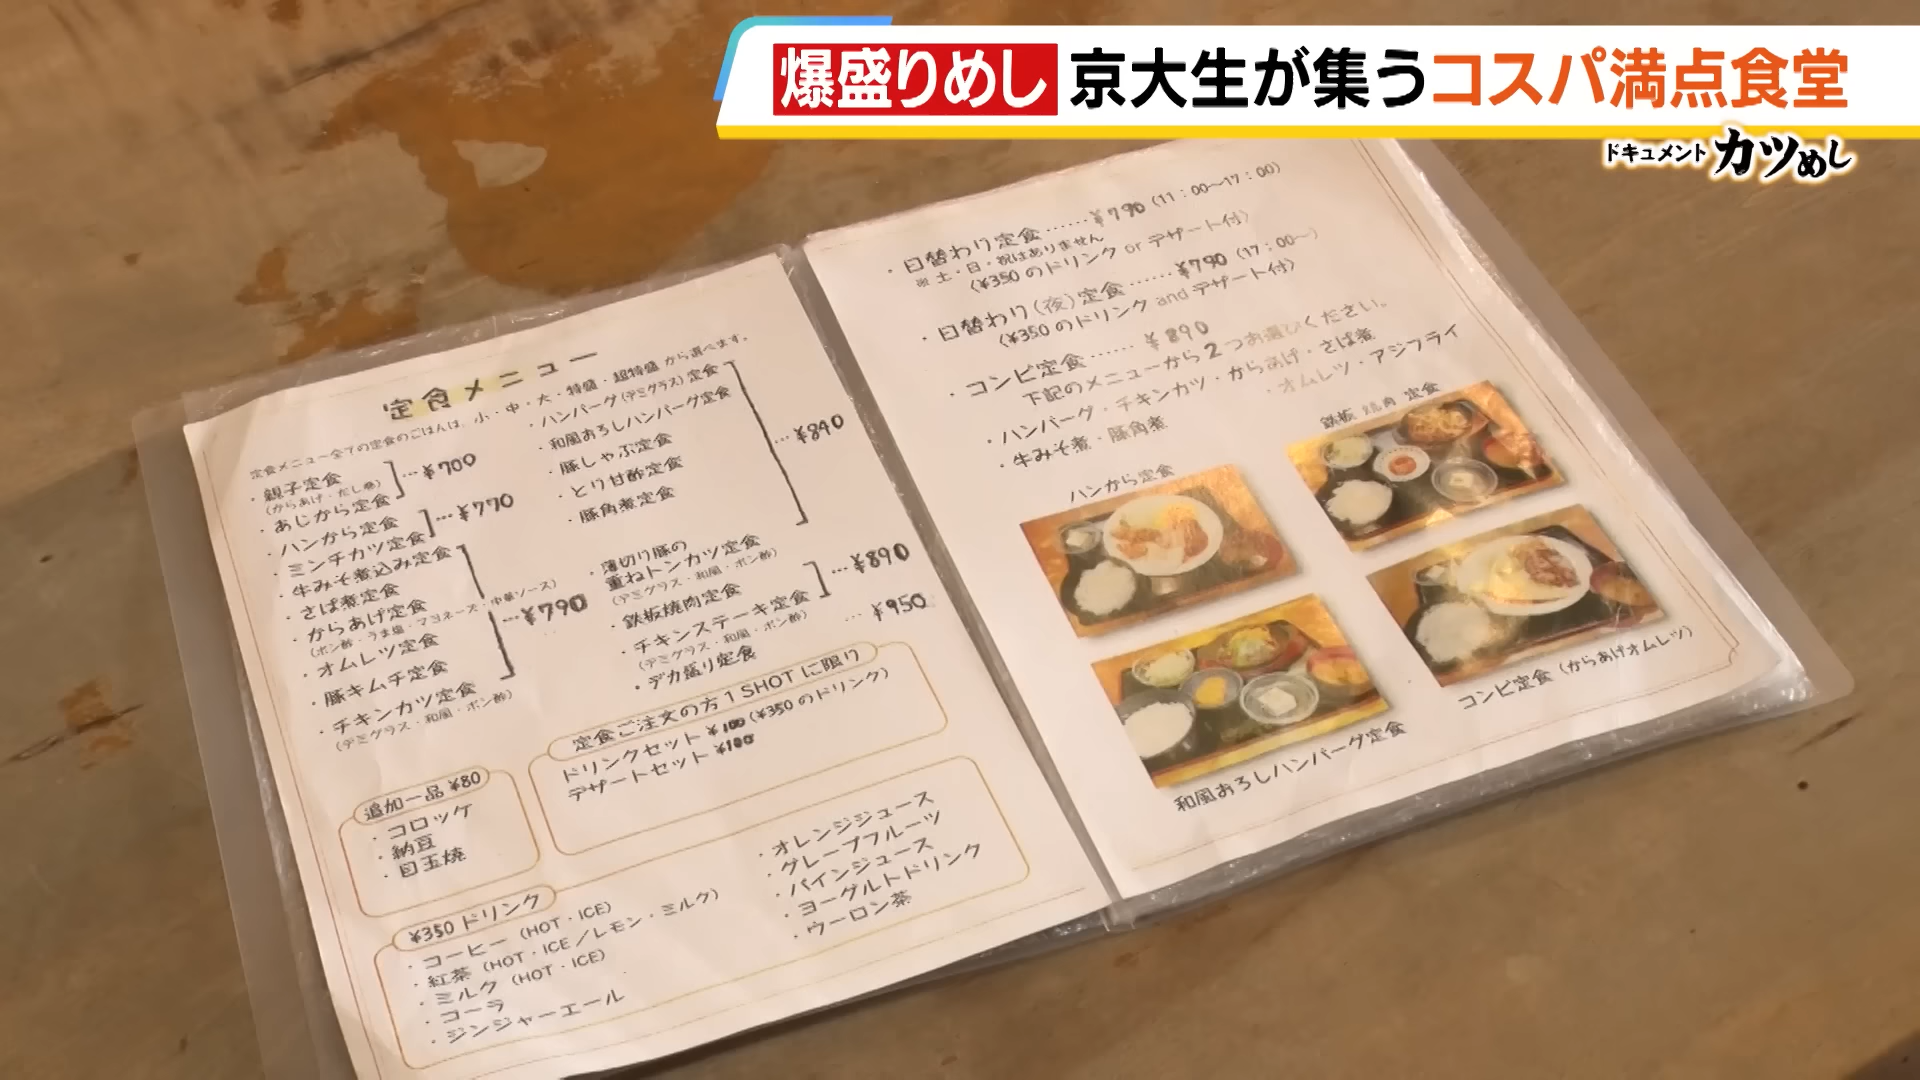 爆盛りめし 京大生が集うコスパ満点食堂
ドキュメント カツめし
定食メニュー
定食メニュー全ての定食のごはんは、小・中・大・特盛・超特盛 から選べます。
・親子定食
(からあげ・だし巻)
・あじから定食
…¥700
・ハンから定食
・ミンチカツ定食
…¥770
・牛みそ煮込み定食
・さば煮定食
・からあげ定食
(ポン酢・うま塩・マヨネーズ・中華ソース)
・オムレツ定食
・豚キムチ定食
・チキンカツ定食
(デミグラス・和風・ポン酢)
…¥790
・ハンバーグ(デミグラス)定食
・和風おろしハンバーグ定食
・豚しゃぶ定食
・とり甘酢定食
・豚角煮定食
…¥840
・薄切り豚の
重ねトンカツ定食
(デミグラス・和風・ポン酢)
・鉄板焼肉定食
・チキンステーキ定食
(デミグラス・和風・ポン酢)
…¥890
・デカ盛り定食
…¥950
定食ご注文の方1SHOTに限り
ドリンクセット ¥100(¥350のドリンク)
デザートセット ¥100
追加一品 ¥80
・コロッケ
・納豆
・目玉焼
¥350ドリンク
・コーヒー (HOT・ICE)
・紅茶 (HOT・ICE/レモン・ミルク)
・ミルク (HOT・ICE)
・コーラ
・ジンジャーエール
・オレンジジュース
・グレープフルーツ
・パインジュース
・ヨーグルトドリンク
・ウーロン茶
・日替わり定食……¥790(11:00〜17:00)
※ 土・日・祝はありません
(¥350のドリンク or デザート付)
・日替わり(夜)定食……¥790(17:00〜)
(¥350のドリンク and デザート付)
・コンビ定食……¥890
下記のメニューから2つお選びください。
・ハンバーグ・チキンカツ・からあげ・さば煮
・牛みそ煮・豚角煮
・オムレツ・アジフライ
ハンから定食
鉄板 焼肉 定食
和風おろしハンバーグ定食
コンビ定食(からあげオムレツ)